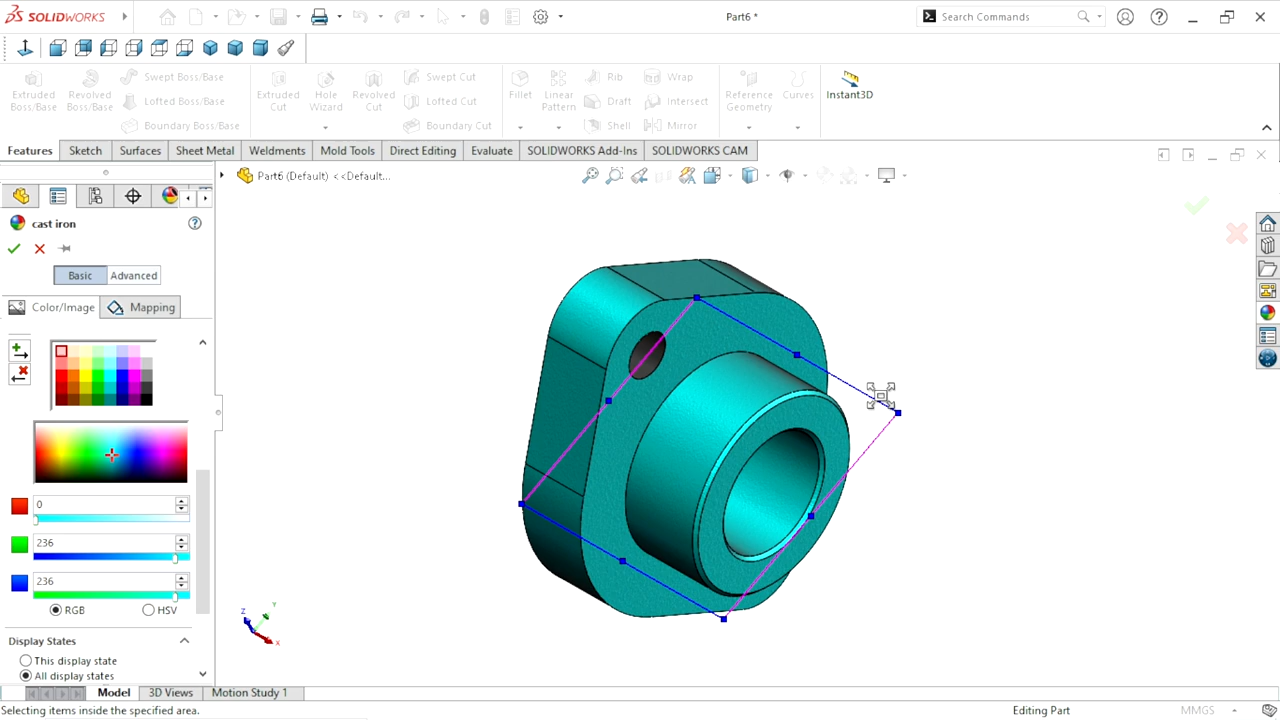 SOLIDWORKS
Part6 *
Search Commands
Extruded Boss/Base
Revolved Boss/Base
Swept Boss/Base
Lofted Boss/Base
Boundary Boss/Base
Extruded Cut
Hole Wizard
Revolved Cut
Swept Cut
Lofted Cut
Boundary Cut
Fillet
Linear Pattern
Rib
Draft
Shell
Wrap
Intersect
Mirror
Reference Geometry
Curves
Instant3D
Features
Sketch
Surfaces
Sheet Metal
Weldments
Mold Tools
Direct Editing
Evaluate
SOLIDWORKS Add-Ins
SOLIDWORKS CAM
Part6 (Default) <<Default...
cast iron
Basic
Advanced
Color/Image
Mapping
0
236
236
RGB
HSV
Display States
This display state
All display states
Z
Y
X
Model
3D Views
Motion Study 1
Selecting items inside the specified area.
Editing Part
MMGS